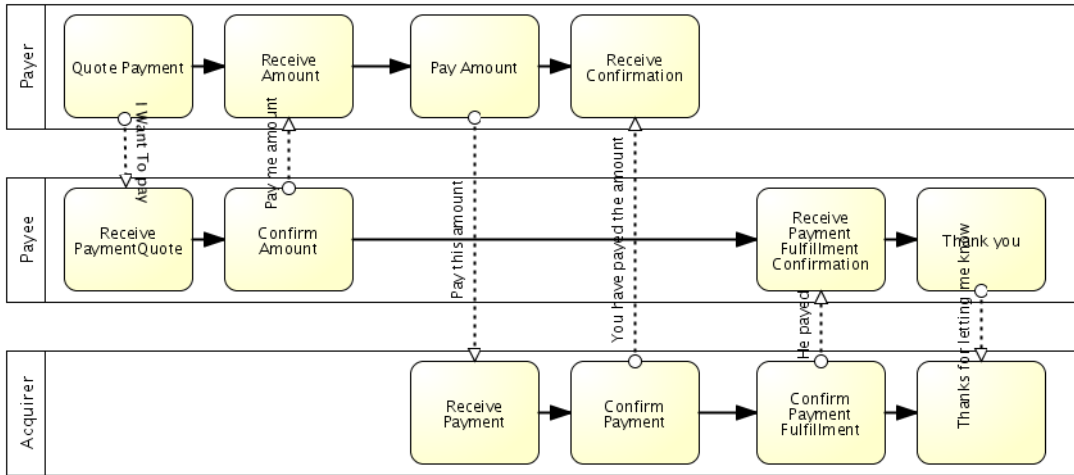 Payer
Quote Payment
Receive
Amount
Pay Amount
Receive
Confirmation
I Want To pay
Pay me amount
Pay this amount
You have payed the amount
Payee
Receive
PaymentQuote
Confirm
Amount
Receive
Payment
Fulfillment
Confirmation
Thank you
He payed
Thanks for letting me know
Acquirer
Receive
Payment
Confirm
Payment
Confirm
Payment
Fulfillment